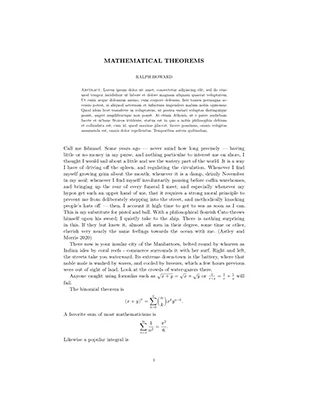 MATHEMATICAL THEOREMS
RALPH HOWARD
Abstract. Lorem ipsum dolor sit amet, consectetur adipiscing elit, sed do eius-
mod tempor incididunt ut labore et dolore magnam aliquam quaerat voluptatem.
Ut enim aeque doleamus animo, cum corpore dolemus, fieri tamen permagna ac-
cessio potest, si aliquod aeternum et infinitum impendere malum nobis opinemur.
Quod idem licet transferre in voluptatem, ut postea variari voluptas distinguique
possit, augeri amplificarique non possit. At etiam Athenis, ut e patre audiebam
facete et urbane Stoicos irridente, statua est in quo a nobis philosophia defensa
et collaudata est, cum id, quod maxime placeat, facere possimus, omnis voluptas
assumenda est, omnis dolor repellendus. Temporibus autem quibusdam.
Call me Ishmael. Some years ago — never mind how long precisely — having
little or no money in my purse, and nothing particular to interest me on shore, I
thought I would sail about a little and see the watery part of the world. It is a way
I have of driving off the spleen, and regulating the circulation. Whenever I find
myself growing grim about the mouth; whenever it is a damp, drizzly November
in my soul; whenever I find myself involuntarily pausing before coffin warehouses,
and bringing up the rear of every funeral I meet; and especially whenever my
hypos get such an upper hand of me, that it requires a strong moral principle to
prevent me from deliberately stepping into the street, and methodically knocking
people's hats off — then, I account it high time to get to sea as soon as I can.
This is my substitute for pistol and ball. With a philosophical flourish Cato throws
himself upon his sword; I quietly take to the ship. There is nothing surprising
in this. If they but knew it, almost all men in their degree, some time or other,
cherish very nearly the same feelings towards the ocean with me. (Astley and
Morris 2020)
There now is your insular city of the Manhattoes, belted round by wharves as
Indian isles by coral reefs - commerce surrounds it with her surf. Right and left,
the streets take you waterward. Its extreme downtown is the battery, where that
noble mole is washed by waves, and cooled by breezes, which a few hours previous
were out of sight of land. Look at the crowds of water-gazers there.
Anyone caught using formulas such as √x + y = √x + √y or 1/(x+y) = 1/x + 1/y will
fail.
The binomial theorem is
(x + y)ⁿ = ∑ₖ₌₀ⁿ (n k) xᵏyⁿ⁻ᵏ.
A favorite sum of most mathematicians is
∑ₙ₌₁^∞ 1/n² = π²/6.
Likewise a popular integral is
1